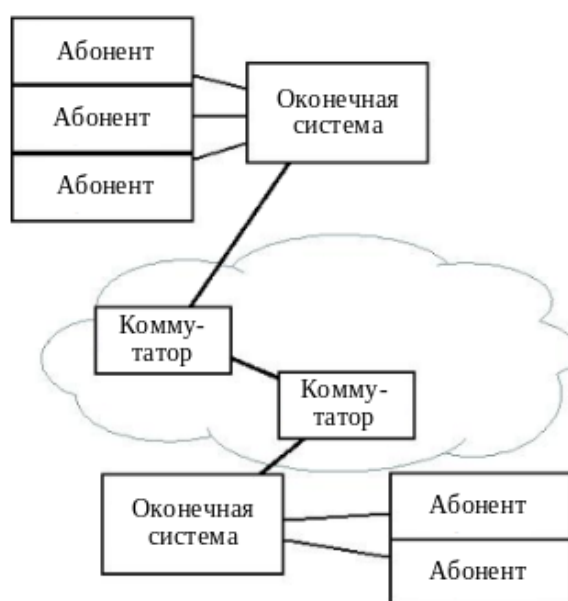 Абонент
Оконечная
система
Абонент
Абонент
Комму-
татор
Комму-
татор
Оконечная
система
Абонент
Абонент